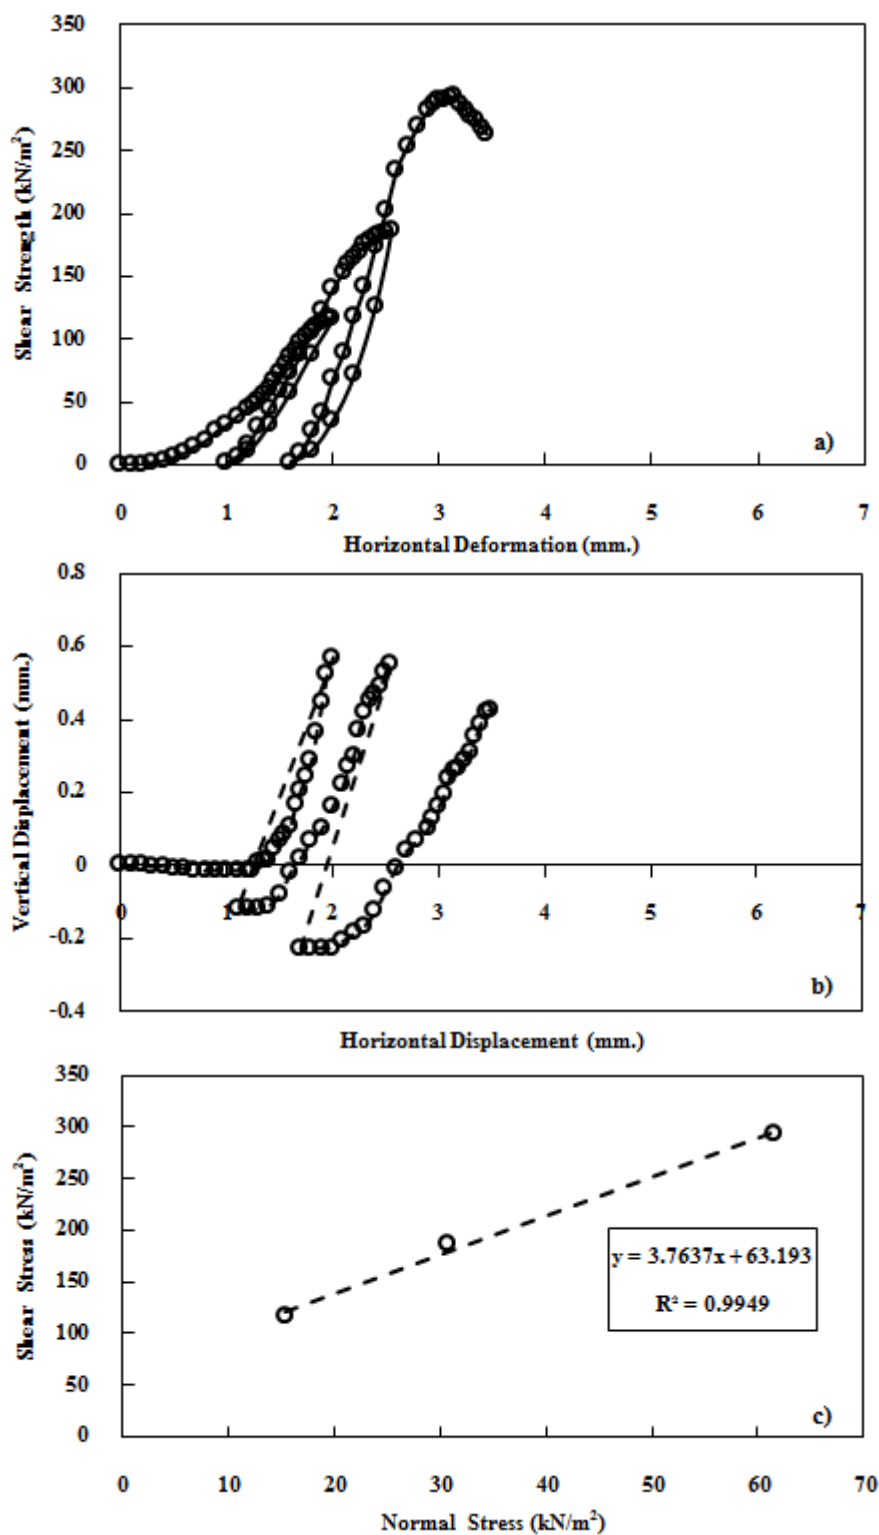 350
300
250
200
150
100
50
0
Shear Strength (kN/m²)
a)
0 1 2 3 4 5 6 7
Horizontal Deformation (mm.)
0.8
0.6
0.4
0.2
0
-0.2
-0.4
Vertical Displacement (mm.)
0 1 2 3 4 5 6 7
b)
Horizontal Displacement (mm.)
350
300
250
200
150
100
50
0
Shear Stress (kN/m²)
y = 3.7637x + 63.193
R² = 0.9949
c)
0 10 20 30 40 50 60 70
Normal Stress (kN/m²)